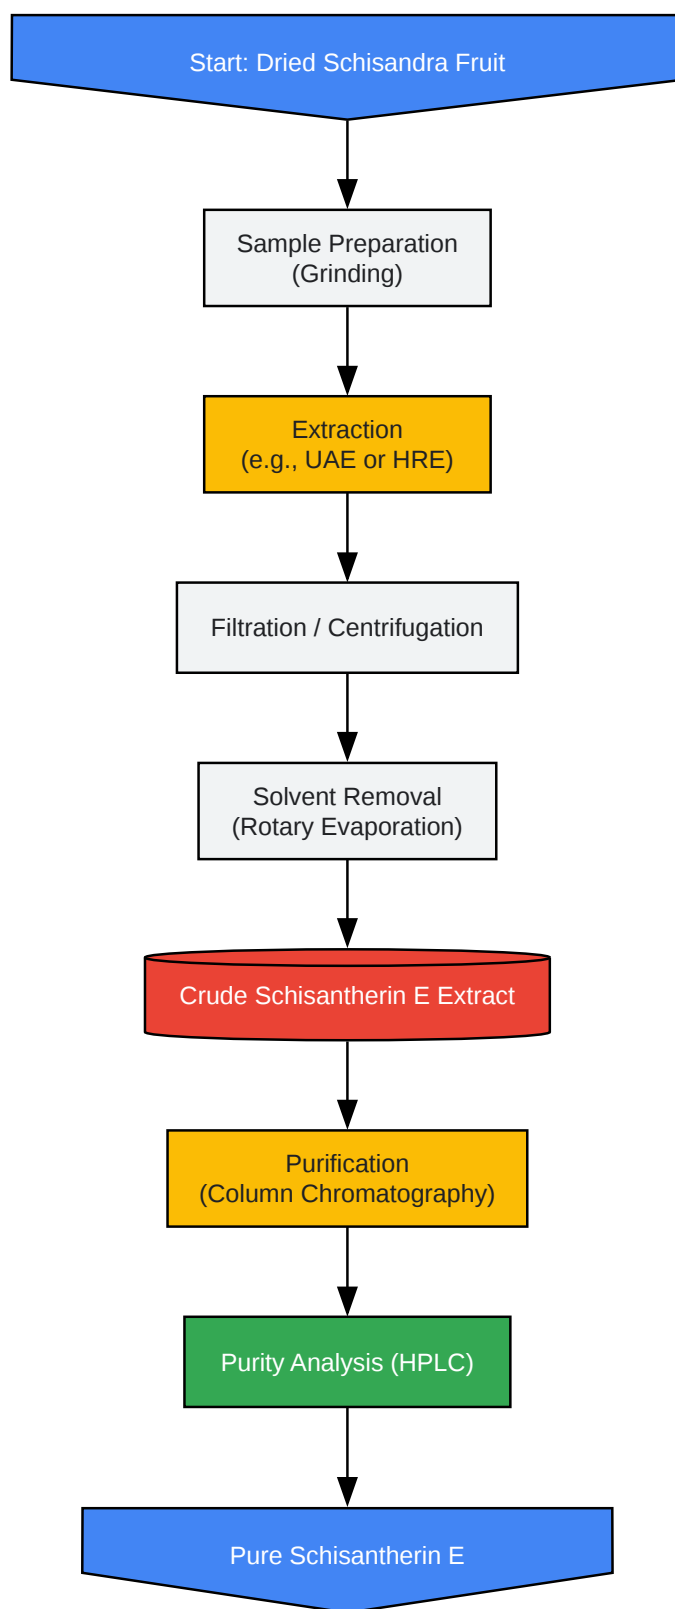 Start: Dried Schisandra Fruit
Sample Preparation
(Grinding)
Extraction
(e.g., UAE or HRE)
Filtration / Centrifugation
Solvent Removal
(Rotary Evaporation)
Crude Schisantherin E Extract
Purification
(Column Chromatography)
Purity Analysis (HPLC)
Pure Schisantherin E